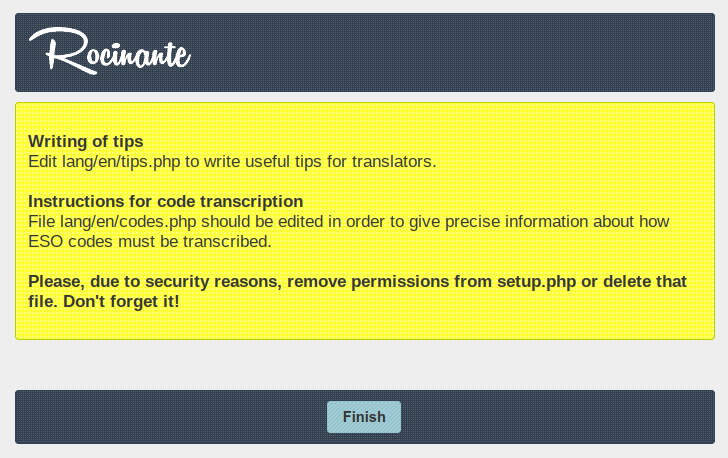 Rocinante
Writing of tips
Edit lang/en/tips.php to write useful tips for translators.
Instructions for code transcription
File lang/en/codes.php should be edited in order to give precise information about how
ESO codes must be transcribed.
Please, due to security reasons, remove permissions from setup.php or delete that
file. Don't forget it!
Finish